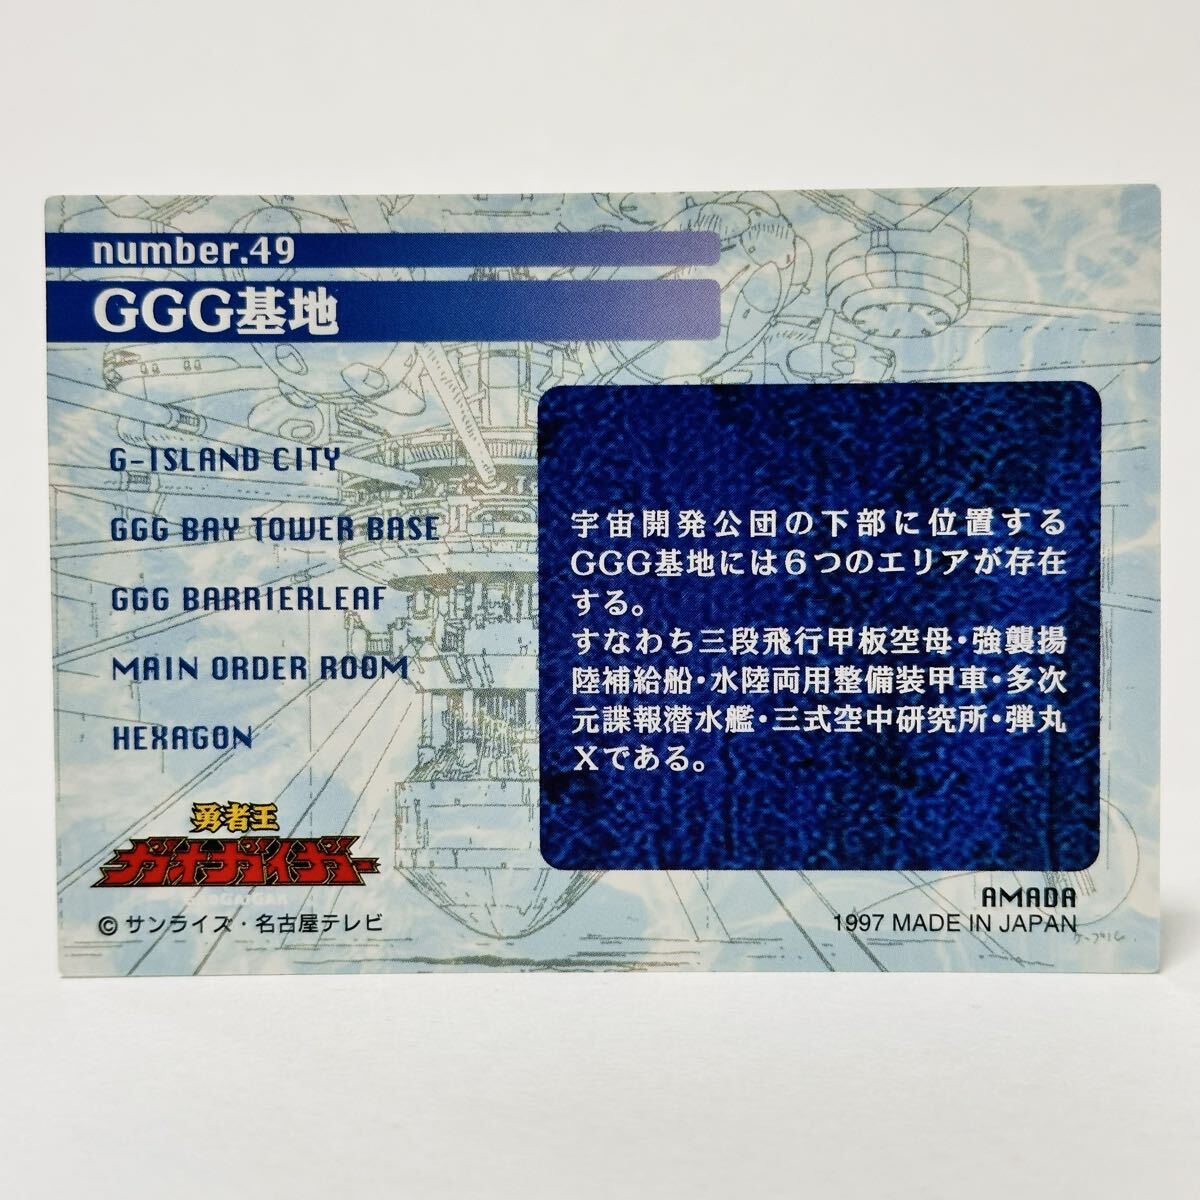 number.49
GGG基地
G-ISLAND CITY
GGG BAY TOWER BASE
GGG BARRIERLEAF
MAIN ORDER ROOM
HEXAGON
宇宙開発公団の下部に位置する
GGG基地には6つのエリアが存在
する。
すなわち三段飛行甲板空母・強襲揚
陸補給船・水陸両用整備装甲車・多次
元諜報潜水艦・三式空中研究所・弾丸
Xである。
勇者王
ガオガイガー
GAOGAIGAR
© サンライズ・名古屋テレビ
AMADA
1997 MADE IN JAPAN